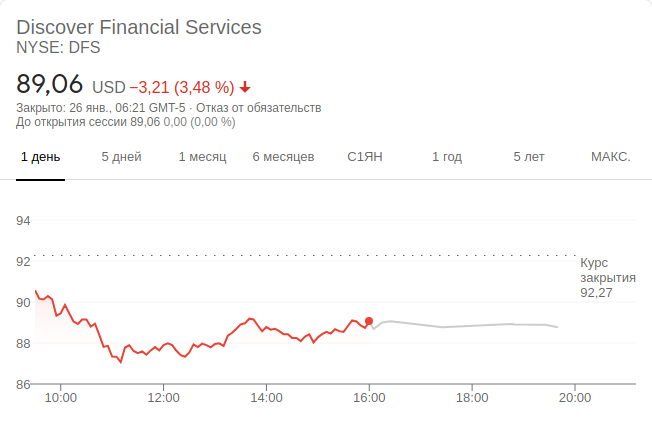 Discover Financial Services
NYSE: DFS
89,06 USD −3,21 (3,48 %)
Закрыто: 26 янв., 06:21 GMT-5 · Отказ от обязательств
До открытия сессии 89,06 0,00 (0,00 %)
1 день 5 дней 1 месяц 6 месяцев С1ЯН 1 год 5 лет МАКС.
94
92
Курс
закрытия
92,27
90
88
86
10:00 12:00 14:00 16:00 18:00 20:00